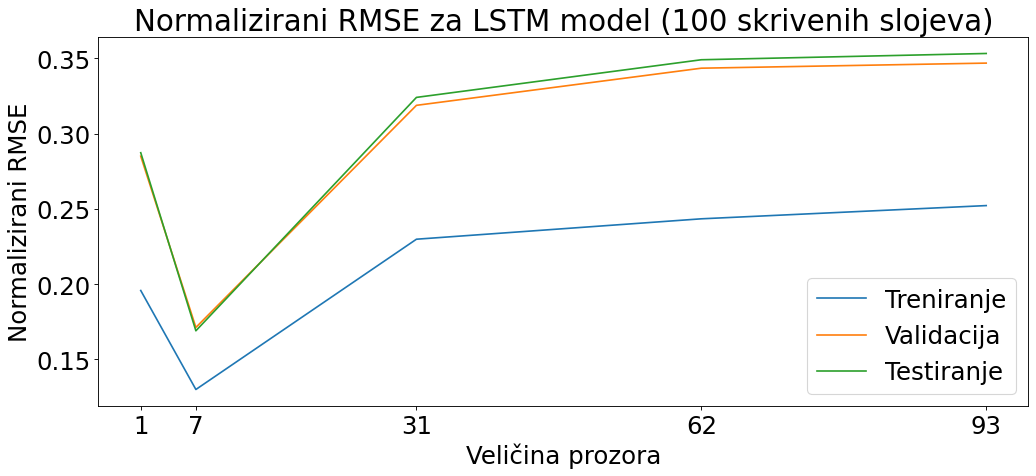 Normalizirani RMSE za LSTM model (100 skrivenih slojeva)
Normalizirani RMSE
0.35
0.30
0.25
0.20
0.15
Treniranje
Validacija
Testiranje
1 7 31 62 93
Veličina prozora